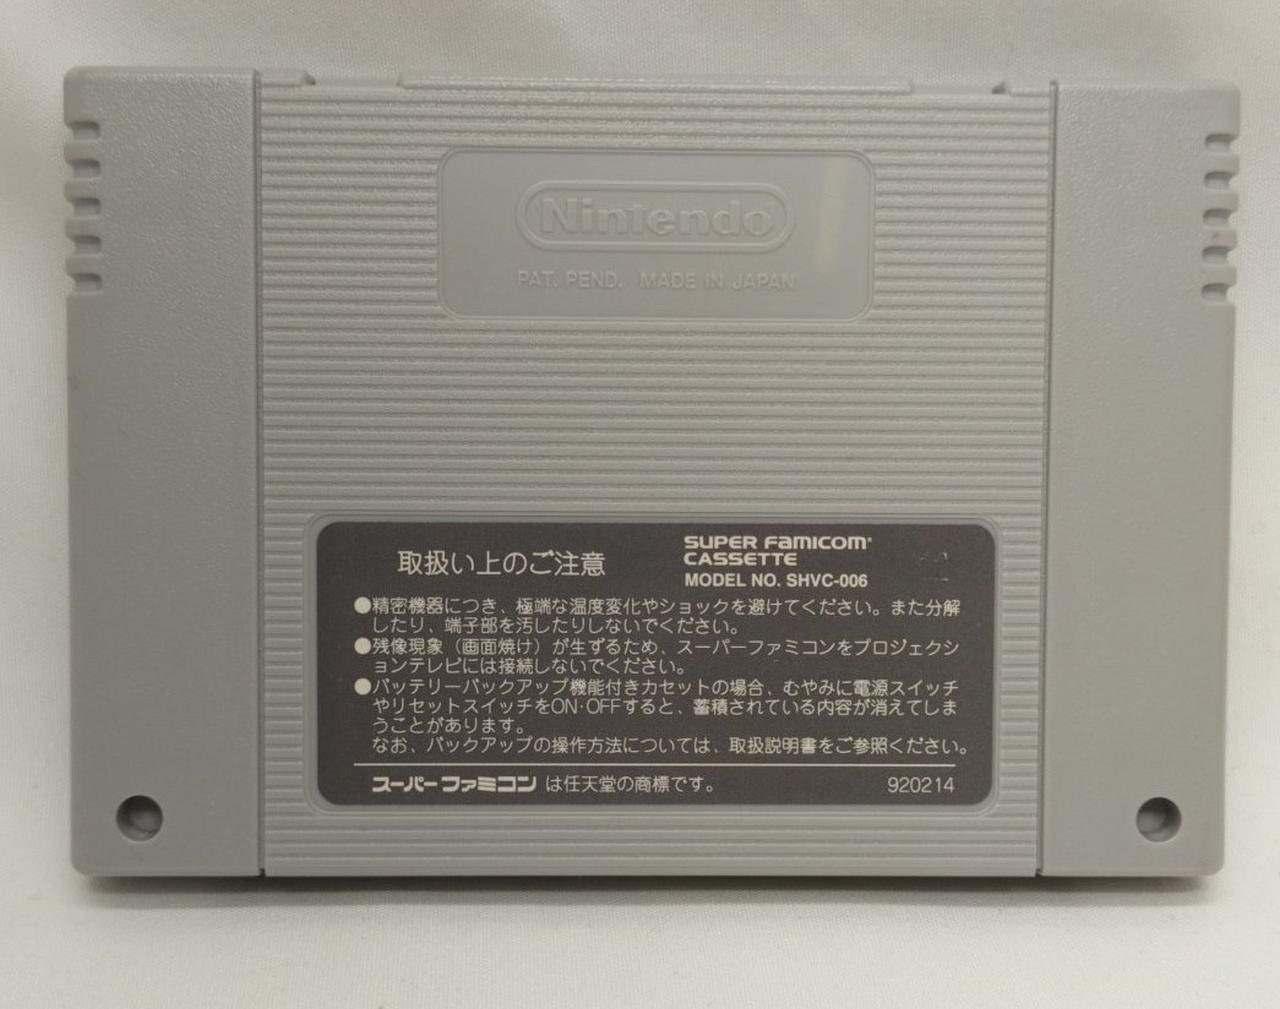 Nintendo
PAT. PEND. MADE IN JAPAN
取扱い上のご注意
SUPER FAMICOM
CASSETTE
MODEL NO. SHVC-006
●精密機器につき、極端な温度変化やショックを避けてください。また分解
したり、端子部を汚したりしないでください。
●残像現象（画面焼け）が生ずるため、スーパーファミコンをプロジェクシ
ョンテレビには接続しないでください。
●バッテリーバックアップ機能付きカセットの場合、むやみに電源スイッチ
やリセットスイッチをON·OFFすると、蓄積されている内容が消えてしま
うことがあります。
なお、バックアップの操作方法については、取扱説明書をご参照ください。
スーパーファミコン は任天堂の商標です。 920214